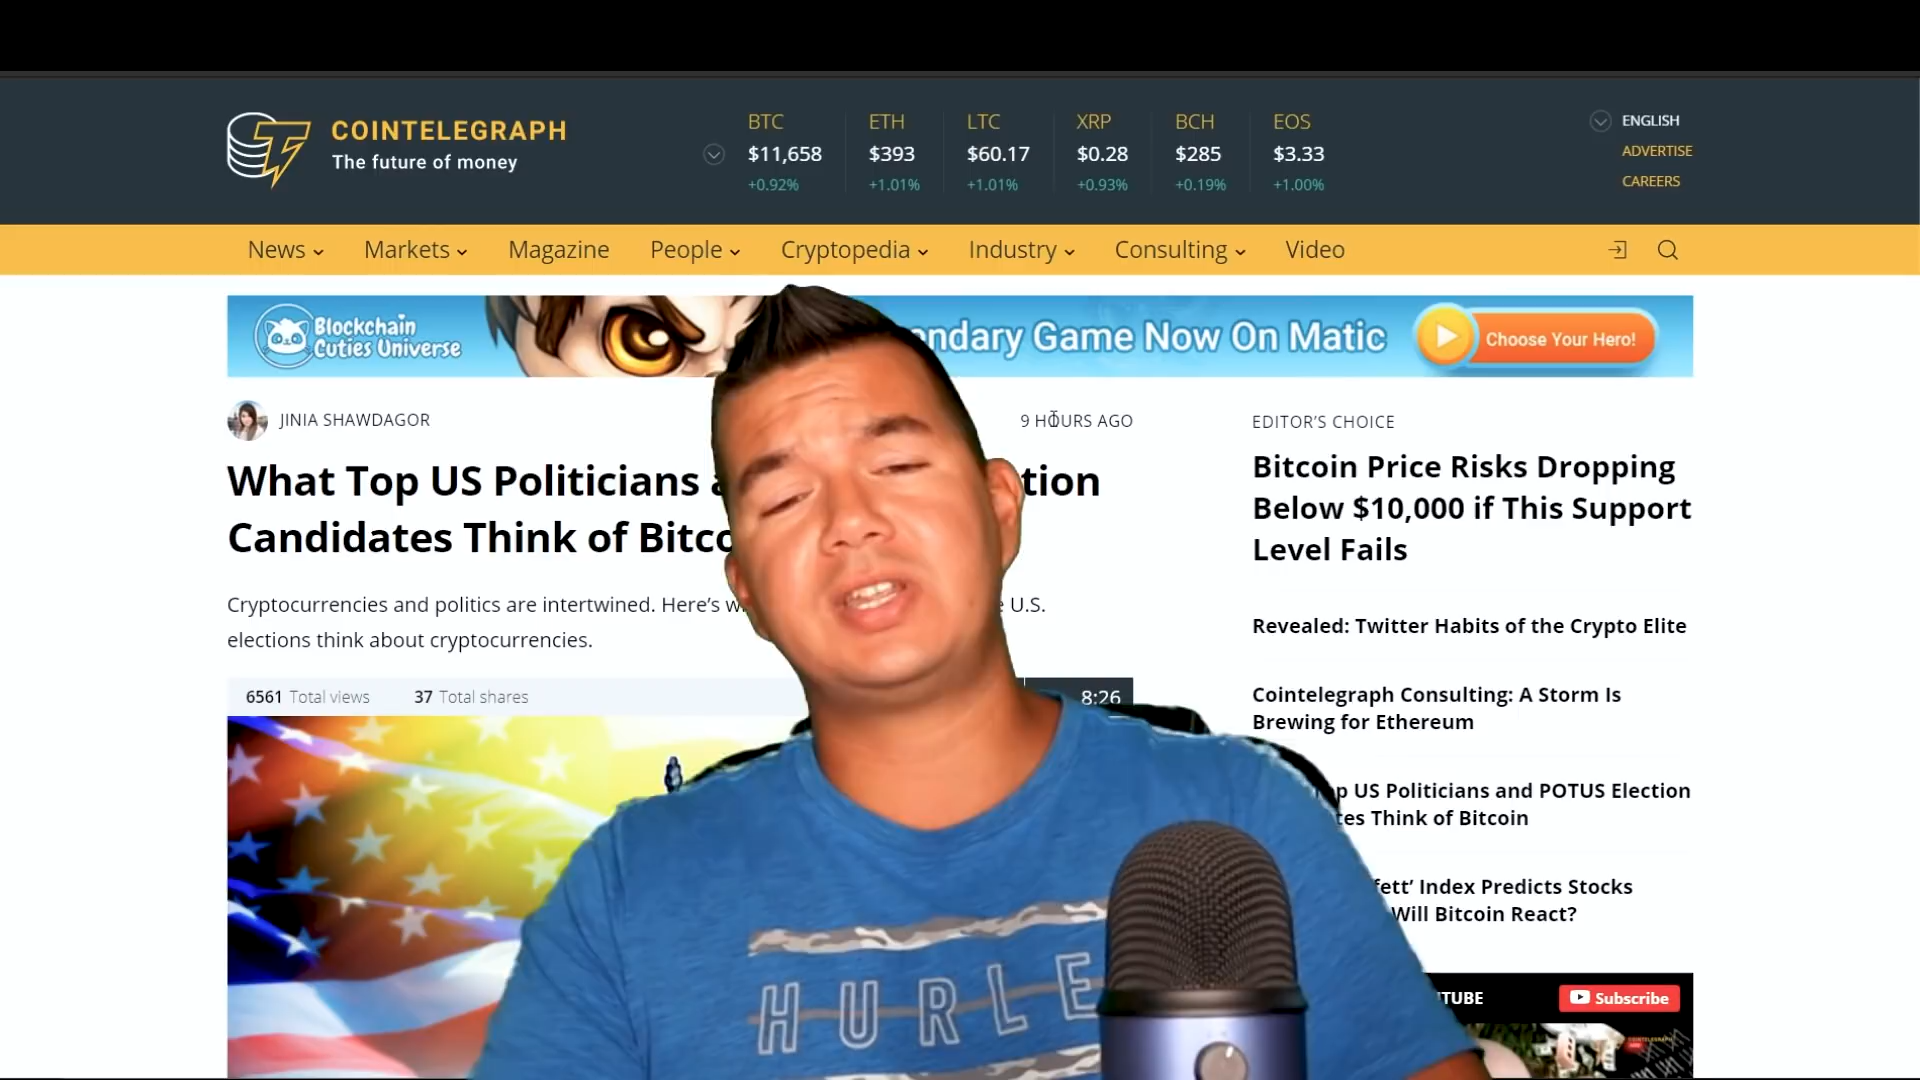 COINTELEGRAPH
The future of money
BTC ETH LTC XRP BCH EOS
$11,658 $393 $60.17 $0.28 $285 $3.33
+0.92% +1.01% +1.01% +0.93% +0.19% +1.00%
ENGLISH
ADVERTISE
CAREERS
News Markets Magazine People Cryptopedia Industry Consulting Video
Blockchain
Cuties Universe
ndary Game Now On Matic
Choose Your Hero!
JINIA SHAWDAGOR
9 HOURS AGO
What Top US Politicians a tion
Candidates Think of Bitco
Cryptocurrencies and politics are intertwined. Here's w U.S.
elections think about cryptocurrencies.
6561 Total views 37 Total shares
8:26
EDITOR'S CHOICE
Bitcoin Price Risks Dropping
Below $10,000 if This Support
Level Fails
Revealed: Twitter Habits of the Crypto Elite
Cointelegraph Consulting: A Storm Is
Brewing for Ethereum
p US Politicians and POTUS Election
tes Think of Bitcoin
fett' Index Predicts Stocks
Will Bitcoin React?
TUBE
Subscribe
HURLE